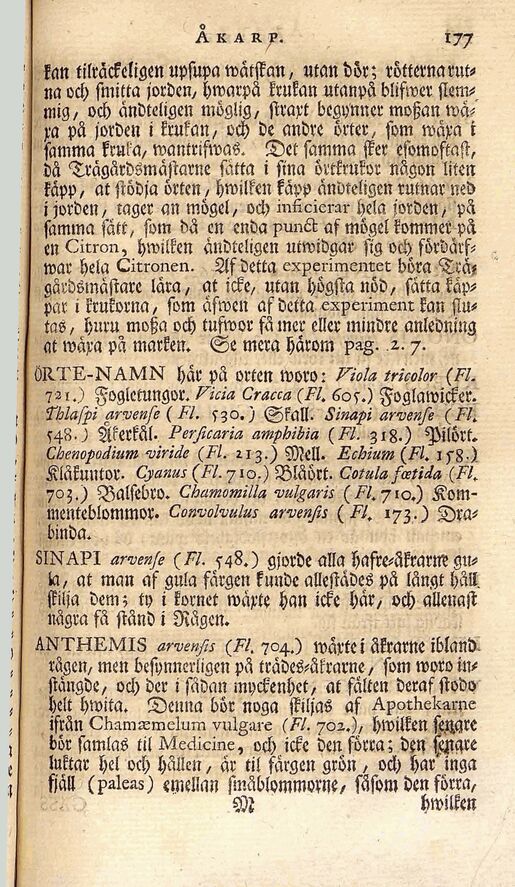 ÅKARP. 177
kan tilräckeligen upsupa wätskan, utan dör; rötterna rut-
na och smitta jorden, hwarpå krukan utanpå blifwer slem-
mig, och ändteligen möglig, straxt begynner moßan wä-
xa på jorden i krukan, och de andre örter, som wäxa i
samma kruka, wantrifwas. Det samma sker esomoftast,
då Trägårdsmästarne sätta i sina örtkrukor någon liten
käpp, at stödja örten, hwilken käpp ändteligen rutnar ned
i jorden, tager an mögel, och inficierar hela jorden, på
samma sätt, som då en enda punct af mögel kommer på
en Citron, hwilken ändteligen utwidgar sig och fördärf-
war hela Citronen. Af detta experimentet böra Trä-
gårdsmästare lära, at icke, utan högsta nöd, sätta käp-
par i krukorna, som äfwen af detta experiment kan slu-
tas, huru moßa och tufwor få mer eller mindre anledning
at wäxa på marken. Se mera härom pag. 2. 7.
ÖRTE-NAMN här på orten woro: Viola tricolor (Fl.
721.) Fogletungor. Vicia Cracca (Fl. 605.) Foglawicker.
Thlaspi arvense (Fl. 530.) Skall. Sinapi arvense (Fl.
548.) Åkerkål. Persicaria amphibia (Fl. 318.) Pilört.
Chenopodium viride (Fl. 213.) Mell. Echium (Fl. 158.)
Klåkuntor. Cyanus (Fl. 710.) Blåört. Cotula fœtida (Fl.
703.) Balsebro. Chamomilla vulgaris (Fl. 710.) Kom-
menteblommor. Convolvulus arvensis (Fl. 173.) Dra-
binda.
SINAPI arvense (Fl. 548.) giorde alla hafre-åkrarne gu-
la, at man af gula färgen kunde allestädes på långt håll
skilja dem; ty i kornet wäxte han icke här, och allenast
några få stånd i Rågen.
ANTHEMIS arvensis (Fl. 704.) wäxte i åkrarne ibland
rågen, men besynnerligen på trädes-åkrarne, som woro in-
stängde, och der i sådan myckenhet, at fälten deraf stodo
helt hwita. Denna bör noga skiljas af Apothekarne
ifrån Chamæmelum vulgare (Fl. 702.), hwilken senare
bör samlas til Medicine, och icke den förra; den senare
luktar hel och hållen, är til färgen grön, och har inga
fjäll (paleas) emellan småblommorne, såsom den förra,
M hwilken